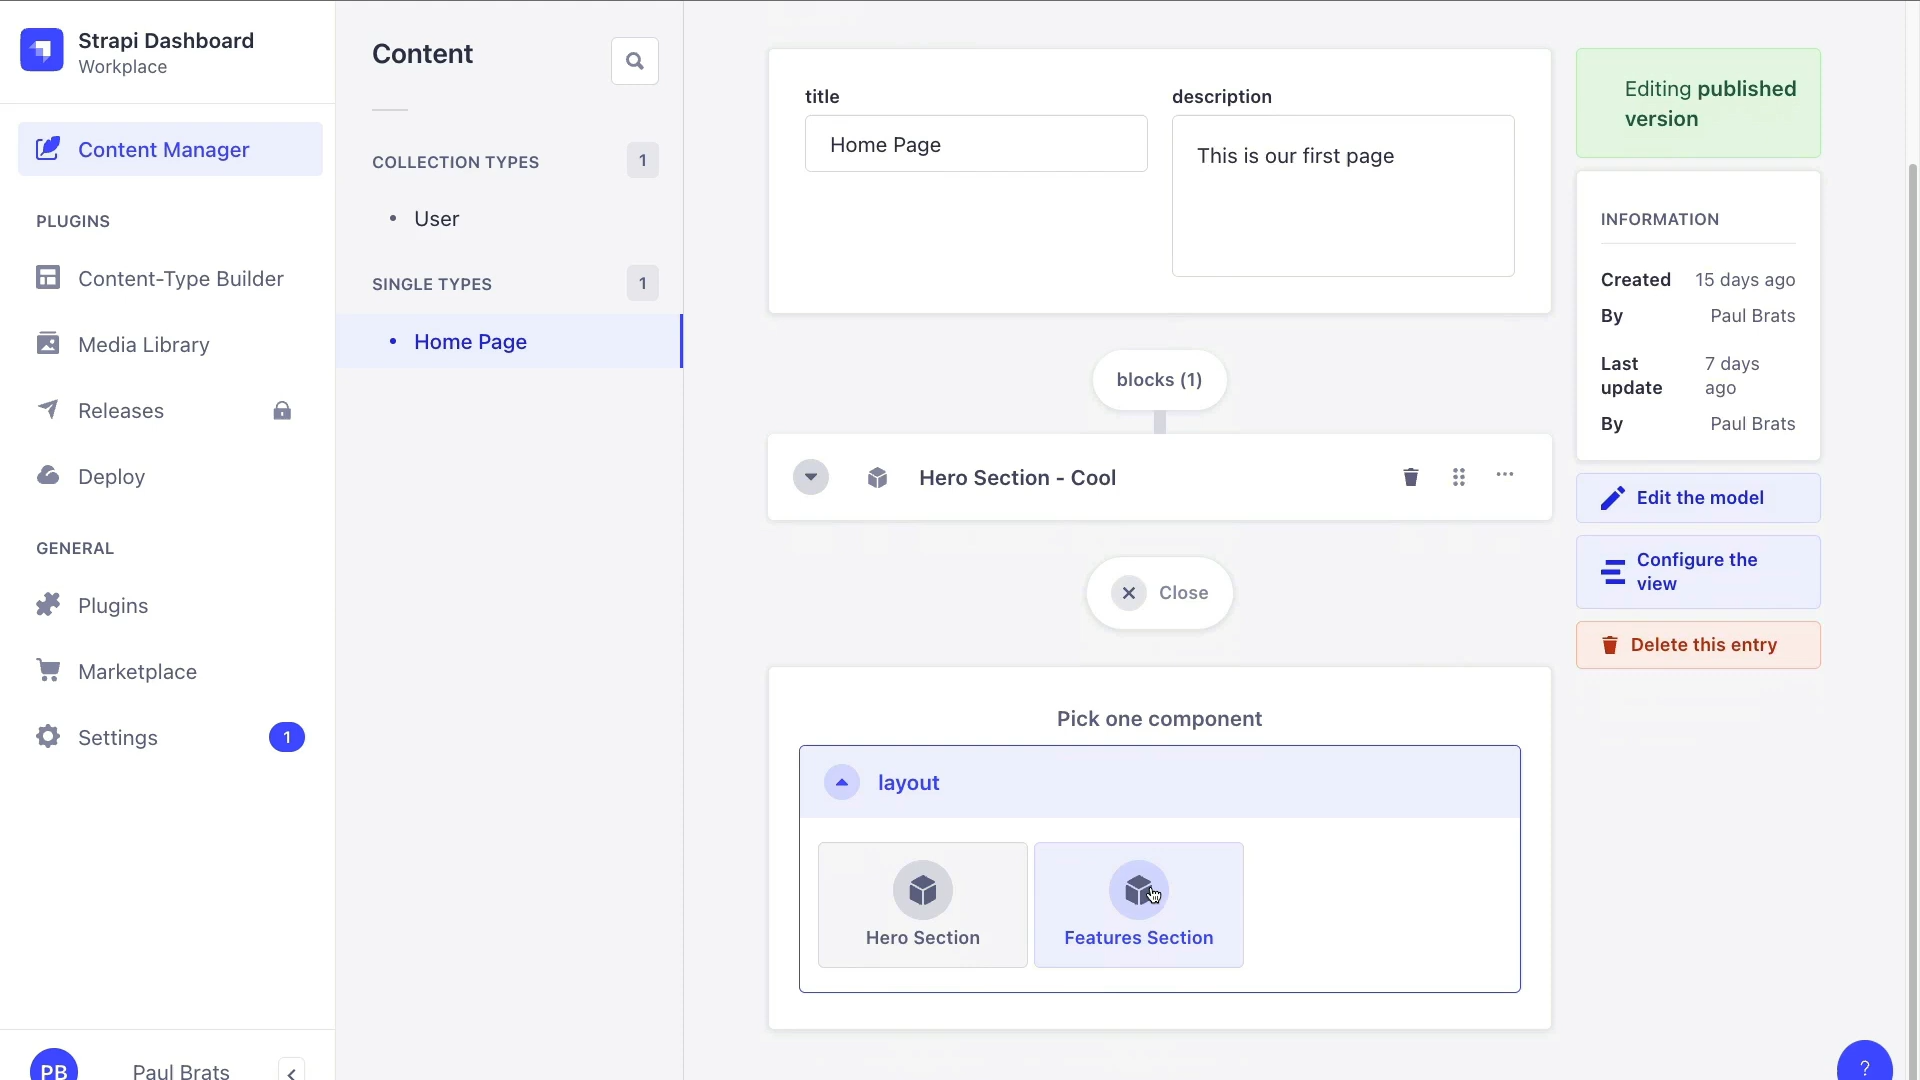 Strapi Dashboard
Workplace
Content Manager
PLUGINS
Content-Type Builder
Media Library
Releases
Deploy
GENERAL
Plugins
Marketplace
Settings
1
PB
Paul Brats
Content
COLLECTION TYPES
1
User
SINGLE TYPES
1
Home Page
title
Home Page
description
This is our first page
blocks (1)
Hero Section - Cool
Close
Pick one component
layout
Hero Section
Features Section
Editing published
version
INFORMATION
Created 15 days ago
By Paul Brats
Last 7 days
update ago
By Paul Brats
Edit the model
Configure the
view
Delete this entry
?